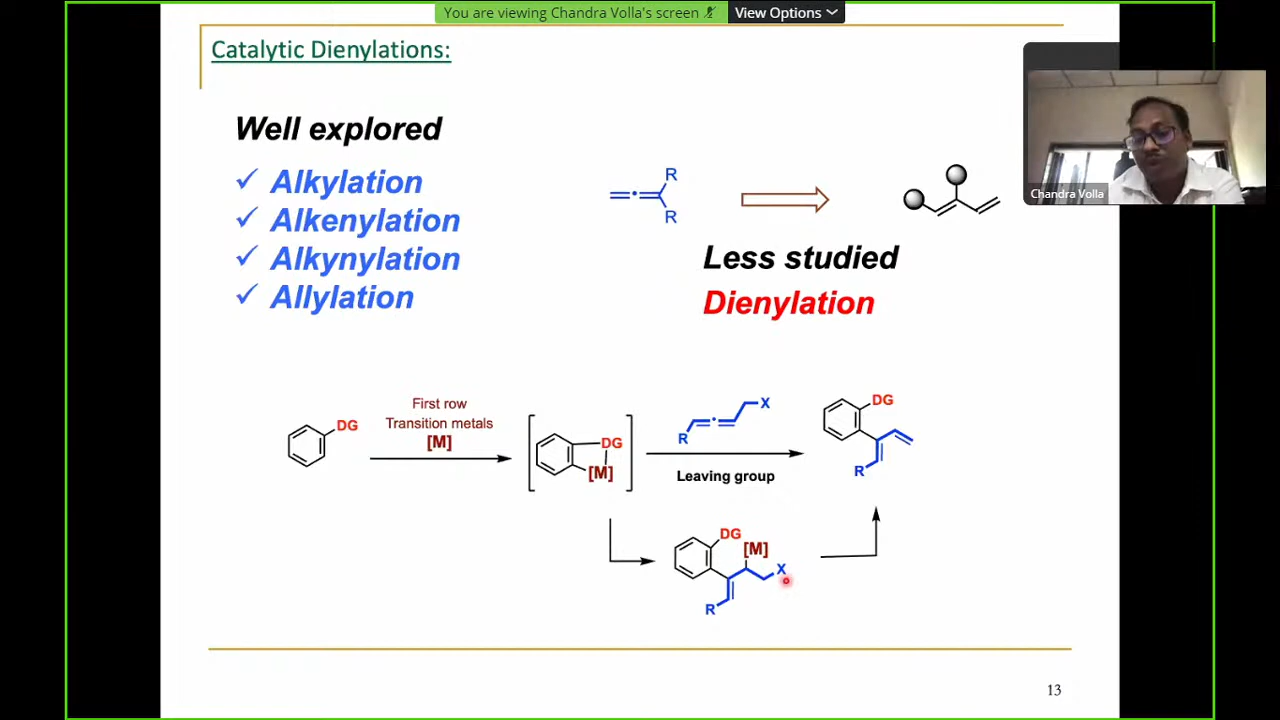 You are viewing Chandra Volla's screen
View Options
Catalytic Dienylations:
Chandra Volla
Well explored
✓ Alkylation
✓ Alkenylation
✓ Alkynylation
✓ Allylation
R
R
Less studied
Dienylation
DG
First row
Transition metals
[M]
DG
[M]
X
R
Leaving group
DG
R
DG
[M]
X
R
13